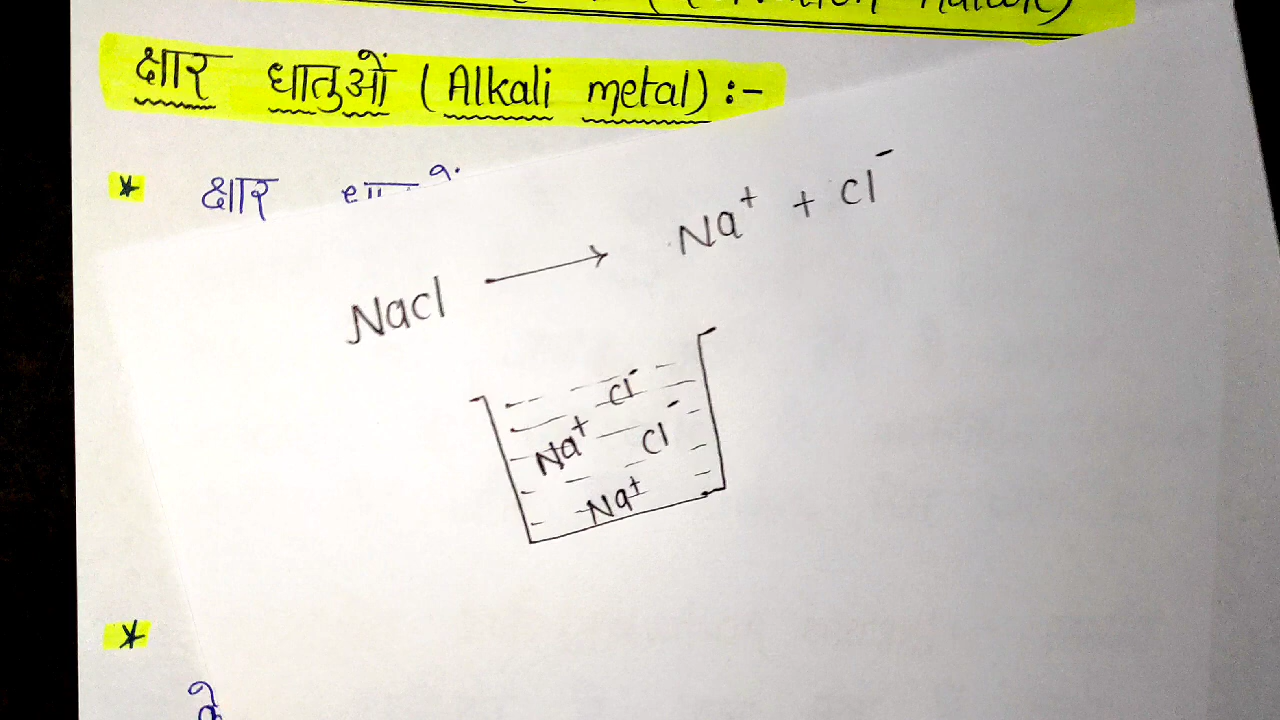 क्षार धातुओं (Alkali metal) :-
* क्षार
Nacl ⟶ Na⁺ + cl⁻
cl⁻
Na⁺ cl⁻
Na⁺
*